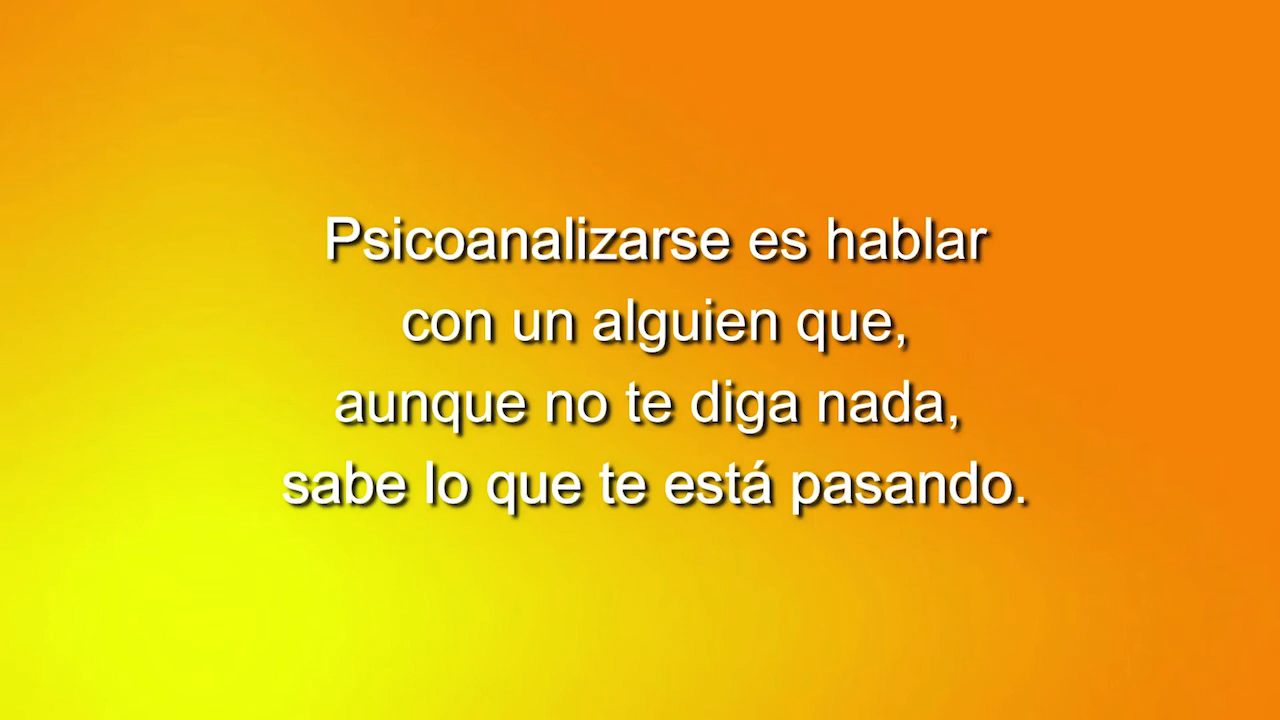 Psicoanalizarse es hablar
con un alguien que,
aunque no te diga nada,
sabe lo que te está pasando.